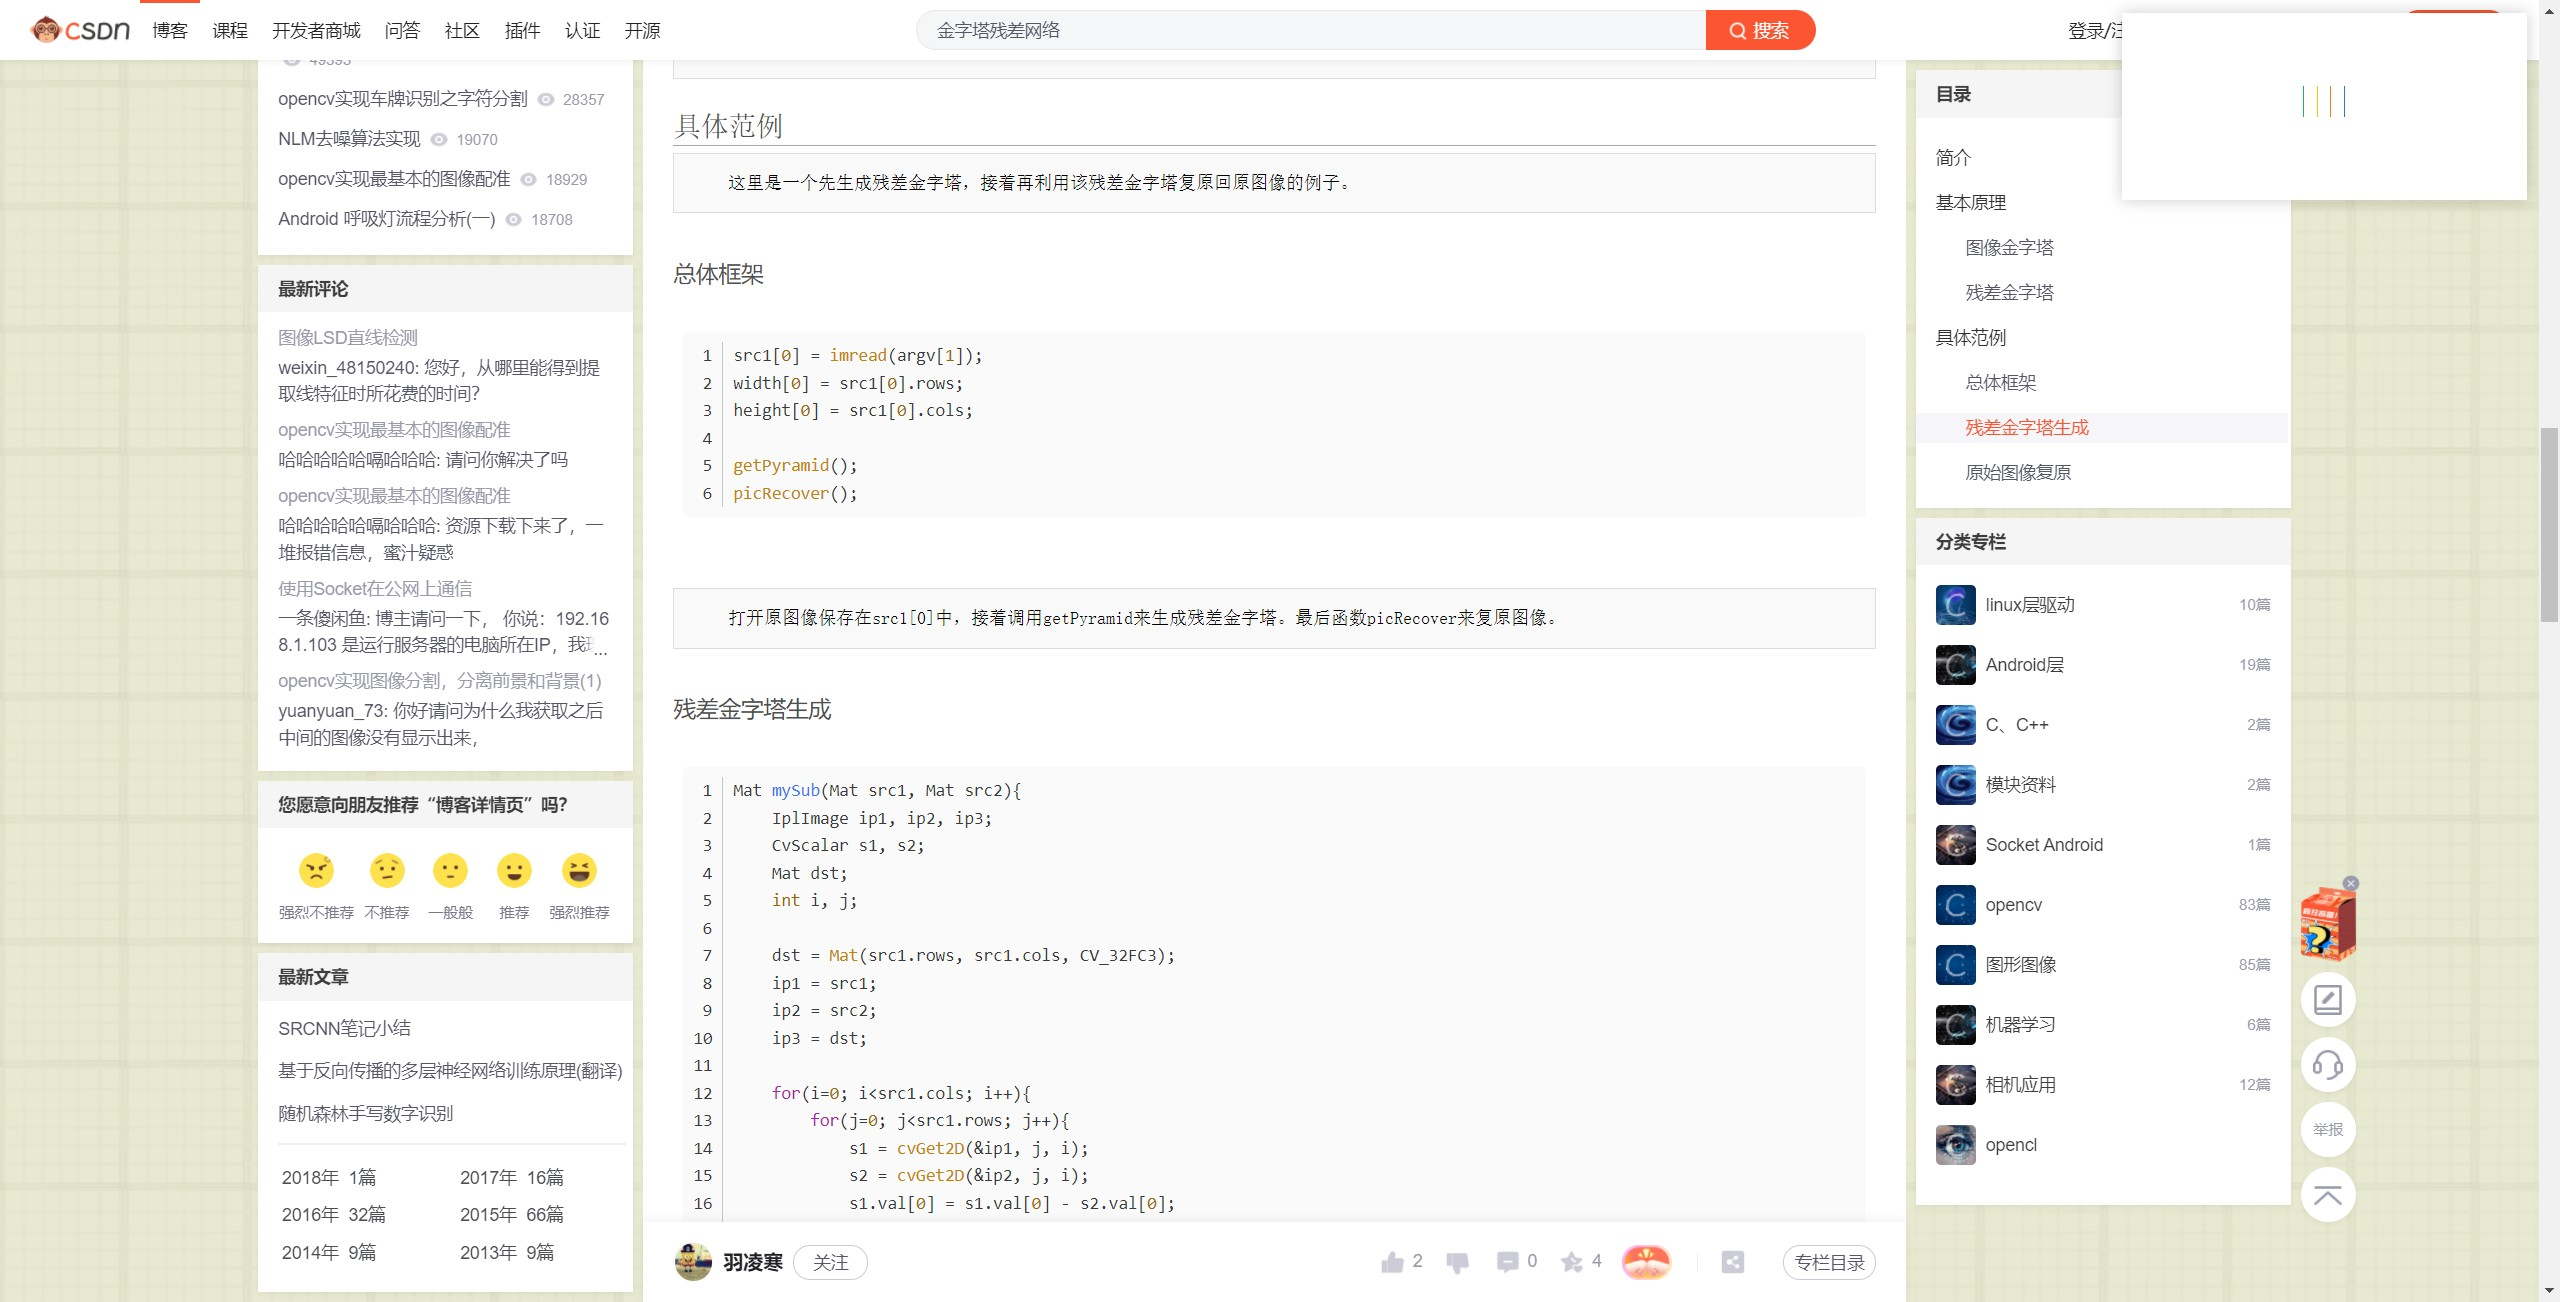 CSDN 博客 课程 开发者商城 问答 社区 插件 认证 开源 金字塔残差网络 搜索 登录/注
49393
opencv实现车牌识别之字符分割 28357
NLM去噪算法实现 19070
opencv实现最基本的图像配准 18929
Android 呼吸灯流程分析(一) 18708
最新评论
图像LSD直线检测
weixin_48150240: 您好，从哪里能得到提
取线特征时所花费的时间？
opencv实现最基本的图像配准
哈哈哈哈哈嗝哈哈哈: 请问你解决了吗
opencv实现最基本的图像配准
哈哈哈哈哈嗝哈哈哈: 资源下载下来了，一
堆报错信息，蜜汁疑惑
使用Socket在公网上通信
一条傻闲鱼: 博主请问一下， 你说：192.16
8.1.103 是运行服务器的电脑所在IP，我...
opencv实现图像分割，分离前景和背景(1)
yuanyuan_73: 你好请问为什么我获取之后
中间的图像没有显示出来，
您愿意向朋友推荐“博客详情页”吗？
强烈不推荐 不推荐 一般般 推荐 强烈推荐
最新文章
SRCNN笔记小结
基于反向传播的多层神经网络训练原理(翻译)
随机森林手写数字识别
2018年 1篇 2017年 16篇
2016年 32篇 2015年 66篇
2014年 9篇 2013年 9篇
具体范例
这里是一个先生成残差金字塔，接着再利用该残差金字塔复原回原图像的例子。
总体框架
1 src1[0] = imread(argv[1]);
2 width[0] = src1[0].rows;
3 height[0] = src1[0].cols;
4
5 getPyramid();
6 picRecover();
打开原图像保存在src1[0]中，接着调用getPyramid来生成残差金字塔。最后函数picRecover来复原图像。
残差金字塔生成
1 Mat mySub(Mat src1, Mat src2){
2 IplImage ip1, ip2, ip3;
3 CvScalar s1, s2;
4 Mat dst;
5 int i, j;
6
7 dst = Mat(src1.rows, src1.cols, CV_32FC3);
8 ip1 = src1;
9 ip2 = src2;
10 ip3 = dst;
11
12 for(i=0; i<src1.cols; i++){
13 for(j=0; j<src1.rows; j++){
14 s1 = cvGet2D(&ip1, j, i);
15 s2 = cvGet2D(&ip2, j, i);
16 s1.val[0] = s1.val[0] - s2.val[0];
羽凌寒 关注 2 0 4 专栏目录
目录
简介
基本原理
图像金字塔
残差金字塔
具体范例
总体框架
残差金字塔生成
原始图像复原
分类专栏
linux层驱动 10篇
Android层 19篇
C、C++ 2篇
模块资料 2篇
Socket Android 1篇
opencv 83篇
图形图像 85篇
机器学习 6篇
相机应用 12篇
opencl
举报